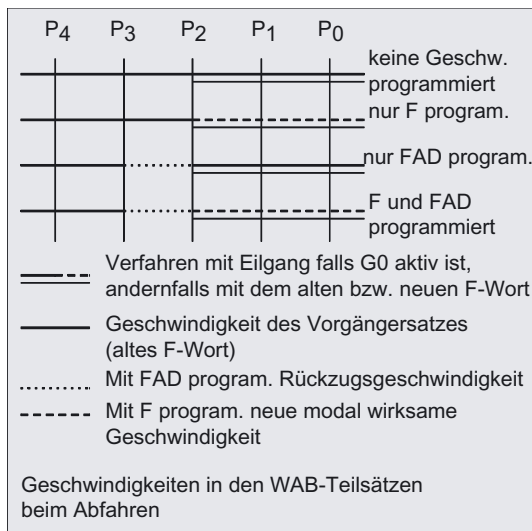 P4 P3 P2 P1 P0
keine Geschw.
programmiert
nur F program.
nur FAD program.
F und FAD
programmiert
Verfahren mit Eilgang falls G0 aktiv ist,
andernfalls mit dem alten bzw. neuen F-Wort
Geschwindigkeit des Vorgängersatzes
(altes F-Wort)
Mit FAD program. Rückzugsgeschwindigkeit
Mit F program. neue modal wirksame
Geschwindigkeit
Geschwindigkeiten in den WAB-Teilsätzen
beim Abfahren